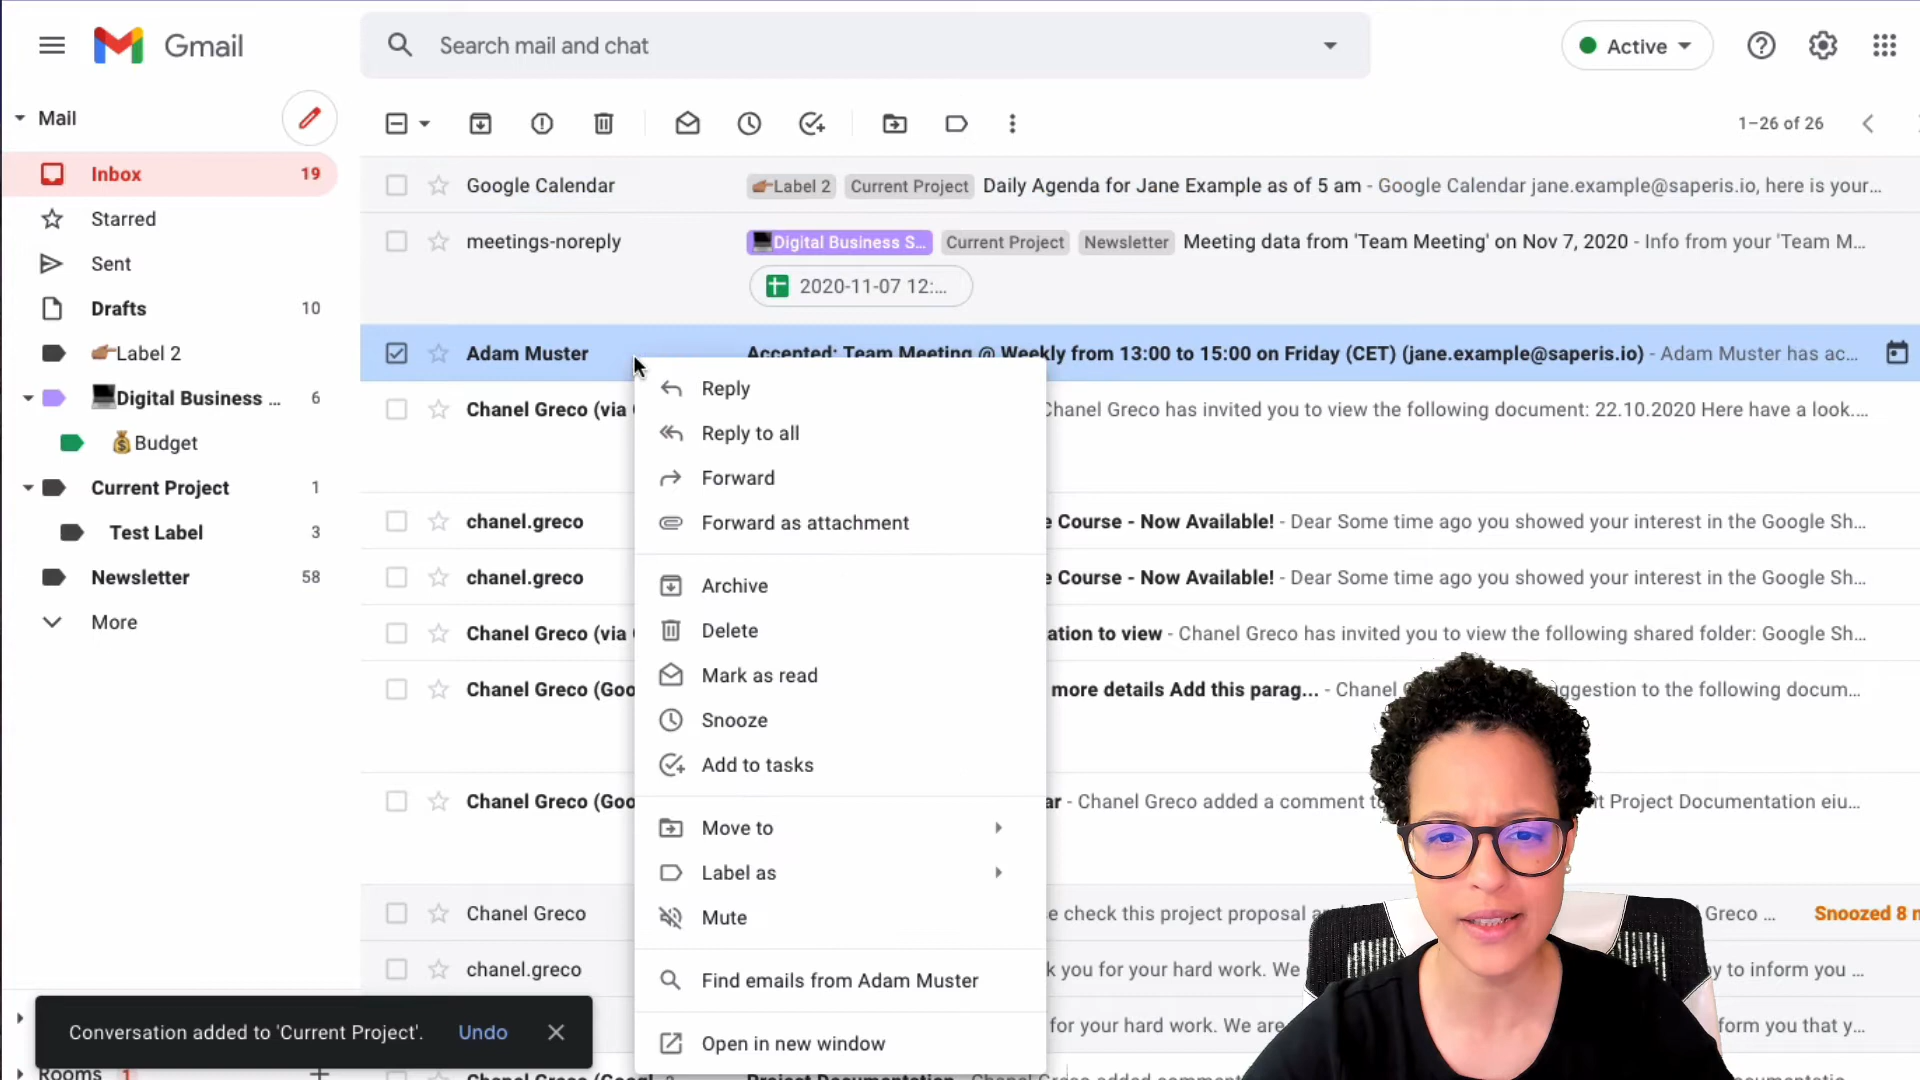 Gmail
Search mail and chat
Active
Mail
1–26 of 26
Inbox 19
Starred
Sent
Drafts 10
Label 2
Digital Business ... 6
Budget
Current Project 1
Test Label 3
Newsletter 58
More
Google Calendar Label 2 Current Project Daily Agenda for Jane Example as of 5 am - Google Calendar jane.example@saperis.io, here is your...
meetings-noreply Digital Business S... Current Project Newsletter Meeting data from 'Team Meeting' on Nov 7, 2020 - Info from your 'Team M...
2020-11-07 12:...
Adam Muster Accepted: Team Meeting @ Weekly from 13:00 to 15:00 on Friday (CET) (jane.example@saperis.io) - Adam Muster has ac...
Chanel Greco (via Chanel Greco has invited you to view the following document: 22.10.2020 Here have a look....
chanel.greco e Course - Now Available! - Dear Some time ago you showed your interest in the Google Sh...
chanel.greco e Course - Now Available! - Dear Some time ago you showed your interest in the Google Sh...
Chanel Greco (via ation to view - Chanel Greco has invited you to view the following shared folder: Google Sh...
Chanel Greco (Goo more details Add this parag... - Chanel ggestion to the following docum...
Chanel Greco (Goo ar - Chanel Greco added a comment to t Project Documentation eiu...
Chanel Greco e check this project proposal a Greco ... Snoozed 8 m
chanel.greco k you for your hard work. We y to inform you ...
for your hard work. We are form you that y...
Chanel Greco (Googl. 2 Project Documentation - Chanel Greco added comment
Reply
Reply to all
Forward
Forward as attachment
Archive
Delete
Mark as read
Snooze
Add to tasks
Move to
Label as
Mute
Find emails from Adam Muster
Open in new window
Conversation added to 'Current Project'. Undo
Rooms 1